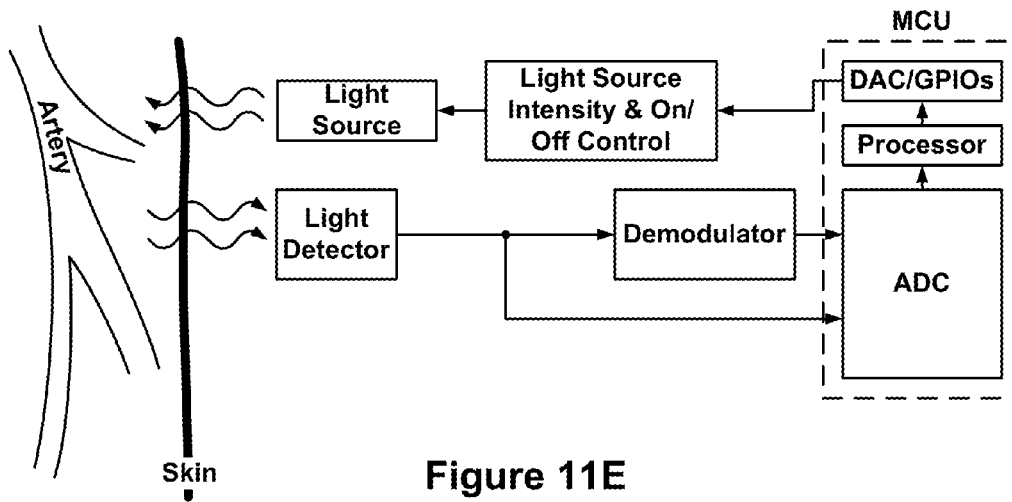 MCU
Artery
Light
Source
Light Source
Intensity & On/
Off Control
DAC/GPIOs
Processor
Light
Detector
Demodulator
ADC
Skin
Figure 11E